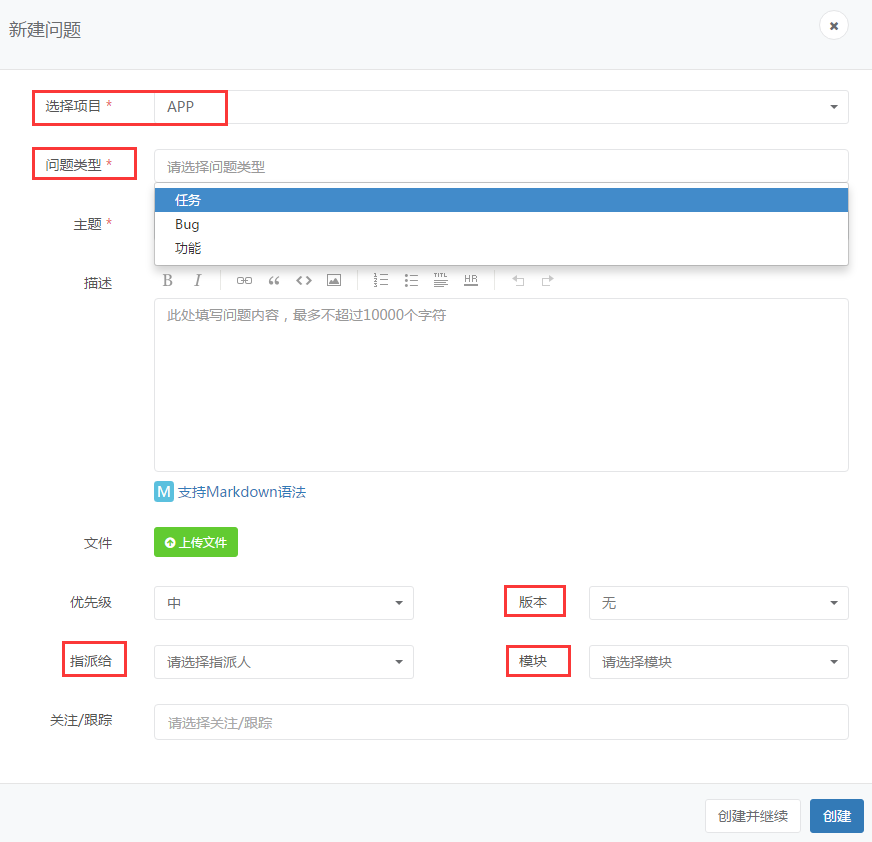 新建问题
选择项目 * APP
问题类型 * 请选择问题类型
任务
主题 *
Bug
功能
描述
B I TITL HR
此处填写问题内容，最多不超过10000个字符
M 支持Markdown语法
文件 上传文件
优先级 中 版本 无
指派给 请选择指派人 模块 请选择模块
关注/跟踪 请选择关注/跟踪
创建并继续 创建